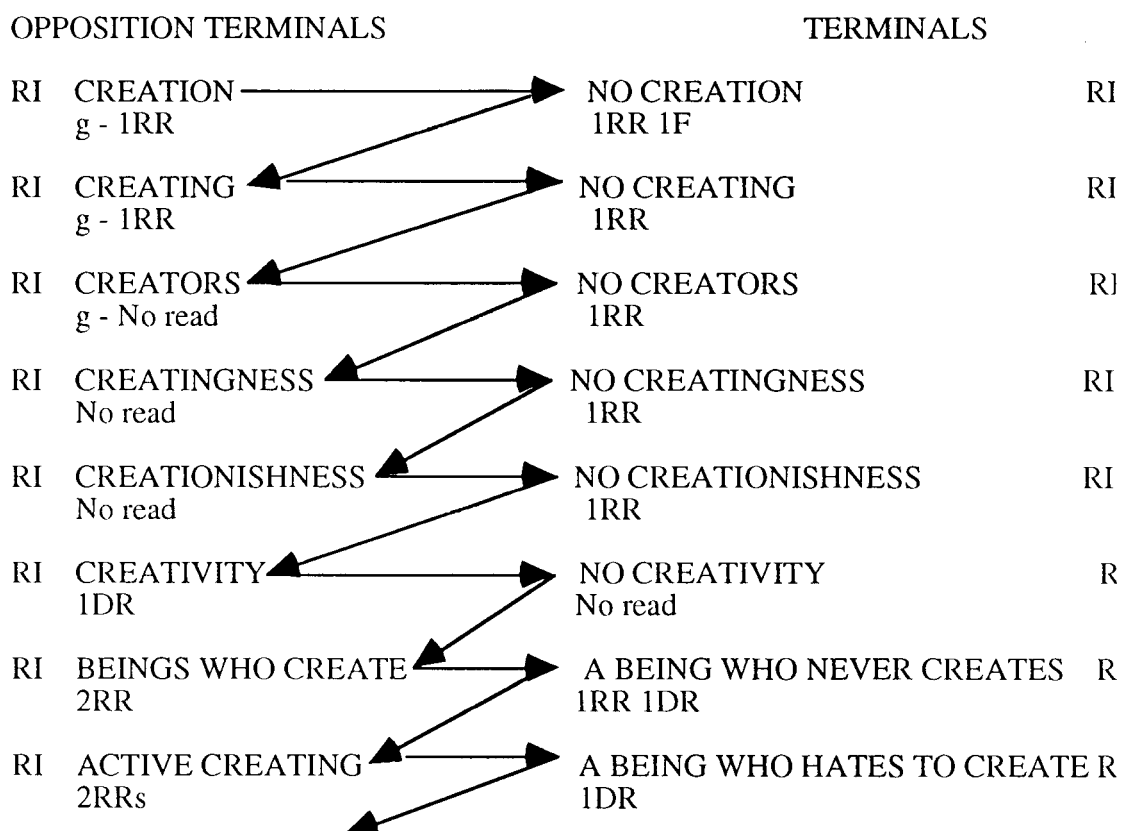 OPPOSITION TERMINALS TERMINALS
RI CREATION NO CREATION RI
g - 1RR 1RR 1F
RI CREATING NO CREATING RI
g - 1RR 1RR
RI CREATORS NO CREATORS R
g - No read 1RR
RI CREATINGNESS NO CREATINGNESS RI
No read 1RR
RI CREATIONISHNESS NO CREATIONISHNESS RI
No read 1RR
RI CREATIVITY NO CREATIVITY R
1DR No read
RI BEINGS WHO CREATE A BEING WHO NEVER CREATES R
2RR 1RR 1DR
RI ACTIVE CREATING A BEING WHO HATES TO CREATE R
2RRs 1DR